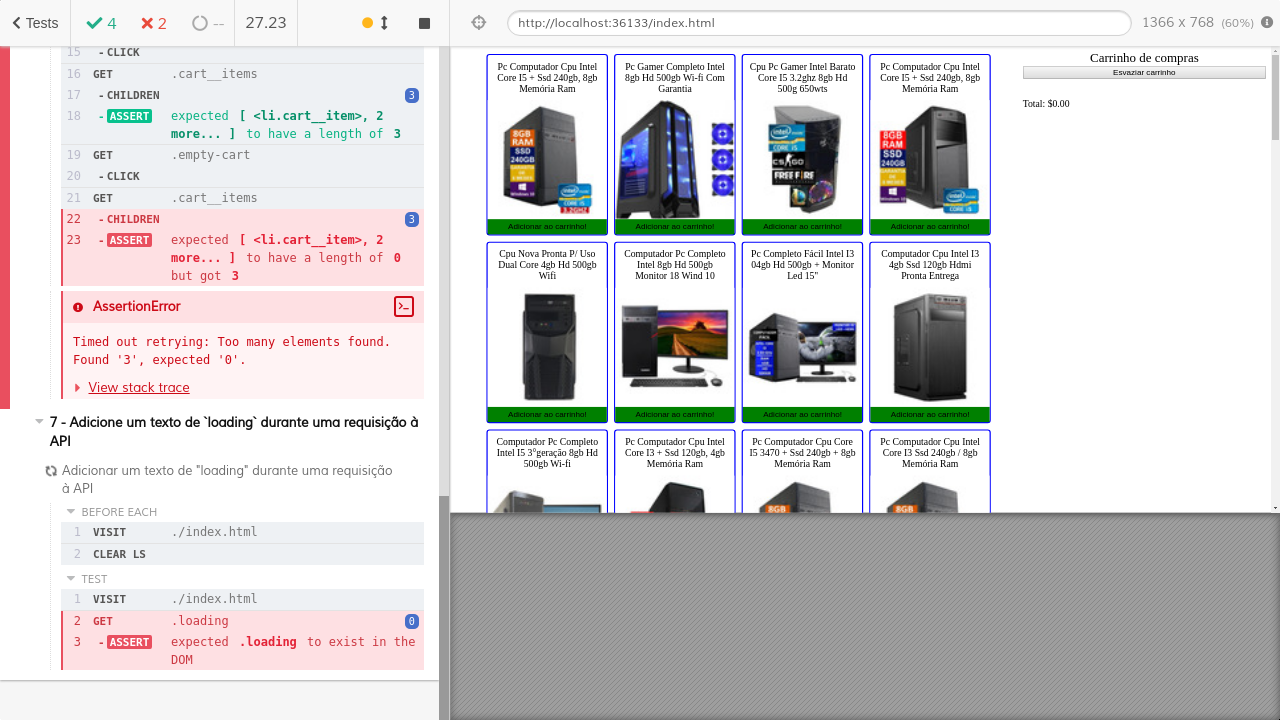 Tests
4
2
--
27.23
http://localhost:36133/index.html
1366 x 768 (60%)
15 -CLICK
16 GET .cart__items
17 -CHILDREN 3
18 -ASSERT expected [ <li.cart__item>, 2
more... ] to have a length of 3
19 GET .empty-cart
20 -CLICK
21 GET .cart__items
22 -CHILDREN 3
23 -ASSERT expected [ <li.cart__item>, 2
more... ] to have a length of 0
but got 3
AssertionError
Timed out retrying: Too many elements found.
Found '3', expected '0'.
View stack trace
7 - Adicione um texto de `loading` durante uma requisição à
API
Adicionar um texto de "loading" durante uma requisição
à API
BEFORE EACH
1 VISIT ./index.html
2 CLEAR LS
TEST
1 VISIT ./index.html
2 GET .loading 0
3 -ASSERT expected .loading to exist in the
DOM
Pc Computador Cpu Intel
Core I5 + Ssd 240gb, 8gb
Memória Ram
8GB
RAM
SSD
240GB
Adicionar ao carrinho!
Pc Gamer Completo Intel
8gb Hd 500gb Wi-fi Com
Garantia
Adicionar ao carrinho!
Cpu Pc Gamer Intel Barato
Core I5 3.2ghz 8gb Hd
500g 650wts
intel
CORE i5
CS:GO
FREE FIRE
Adicionar ao carrinho!
Pc Computador Cpu Intel
Core I5 + Ssd 240gb, 8gb
Memória Ram
8GB
RAM
SSD
240GB
Adicionar ao carrinho!
Cpu Nova Pronta P/ Uso
Dual Core 4gb Hd 500gb
Wifi
Adicionar ao carrinho!
Computador Pc Completo
Intel 8gb Hd 500gb
Monitor 18 Wind 10
Adicionar ao carrinho!
Pc Completo Fácil Intel I3
04gb Hd 500gb + Monitor
Led 15"
Adicionar ao carrinho!
Computador Cpu Intel I3
4gb Ssd 120gb Hdmi
Pronta Entrega
Adicionar ao carrinho!
Computador Pc Completo
Intel I5 3°geração 8gb Hd
500gb Wi-fi
Pc Computador Cpu Intel
Core I3 + Ssd 120gb, 4gb
Memória Ram
Pc Computador Cpu Core
I5 3470 + Ssd 240gb + 8gb
Memória Ram
8GB
Pc Computador Cpu Intel
Core I3 Ssd 240gb / 8gb
Memória Ram
8GB
Carrinho de compras
Esvaziar carrinho
Total: $0.00